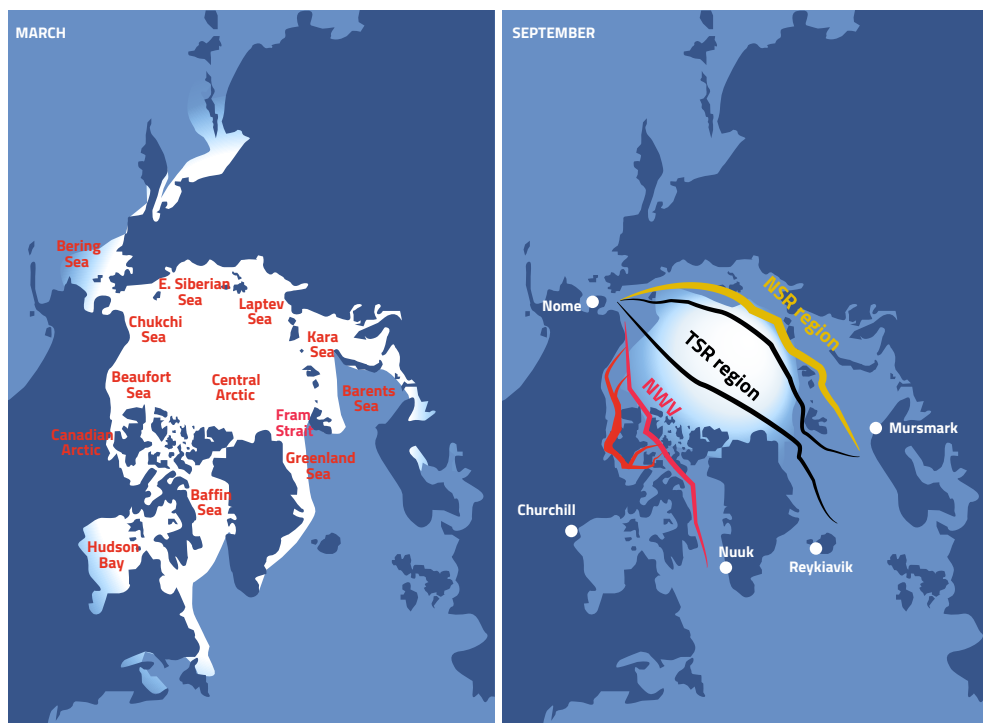 MARCH
Bering
Sea
E. Siberian
Sea
Laptev
Sea
Chukchi
Sea
Kara
Sea
Beaufort
Sea
Central
Arctic
Barents
Sea
Fram
Strait
Canadian
Arctic
Greenland
Sea
Baffin
Sea
Hudson
Bay
SEPTEMBER
Nome
NSR region
TSR region
NWV
Mursmark
Churchill
Nuuk
Reykiavik